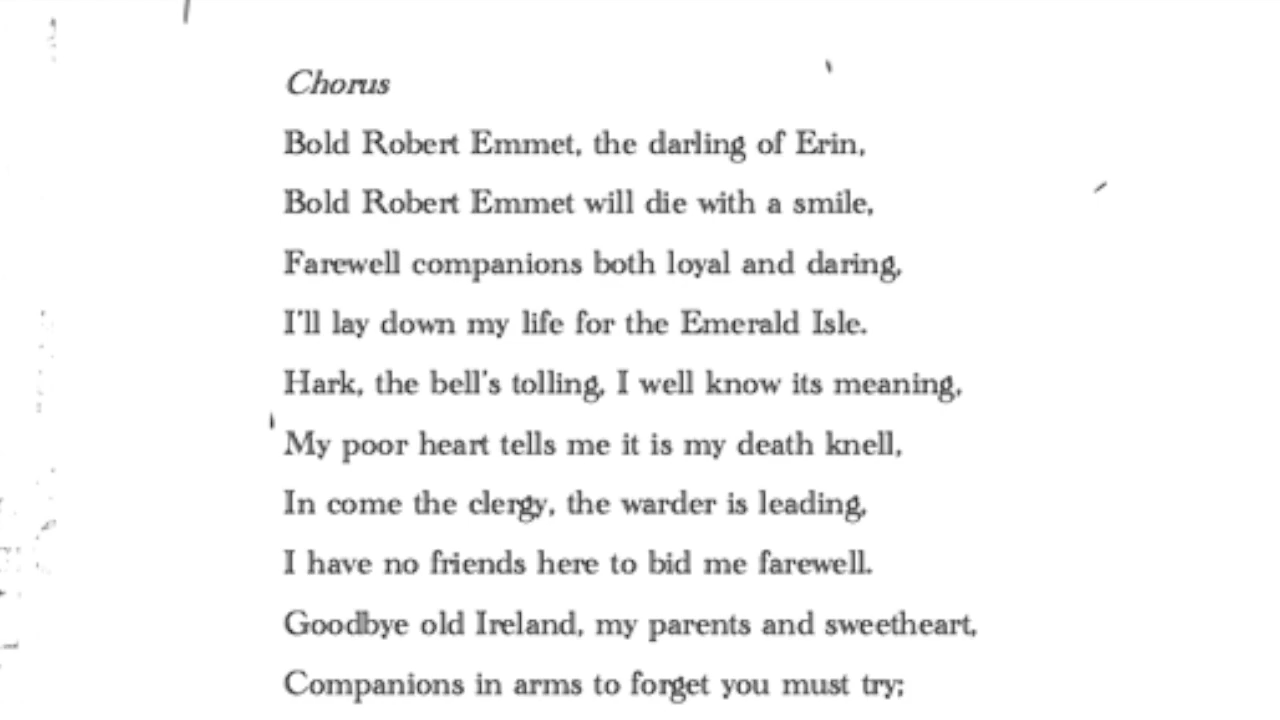 Chorus
Bold Robert Emmet, the darling of Erin,
Bold Robert Emmet will die with a smile,
Farewell companions both loyal and daring,
I'll lay down my life for the Emerald Isle.
Hark, the bell's tolling, I well know its meaning,
My poor heart tells me it is my death knell,
In come the clergy, the warder is leading,
I have no friends here to bid me farewell.
Goodbye old Ireland, my parents and sweetheart,
Companions in arms to forget you must try;